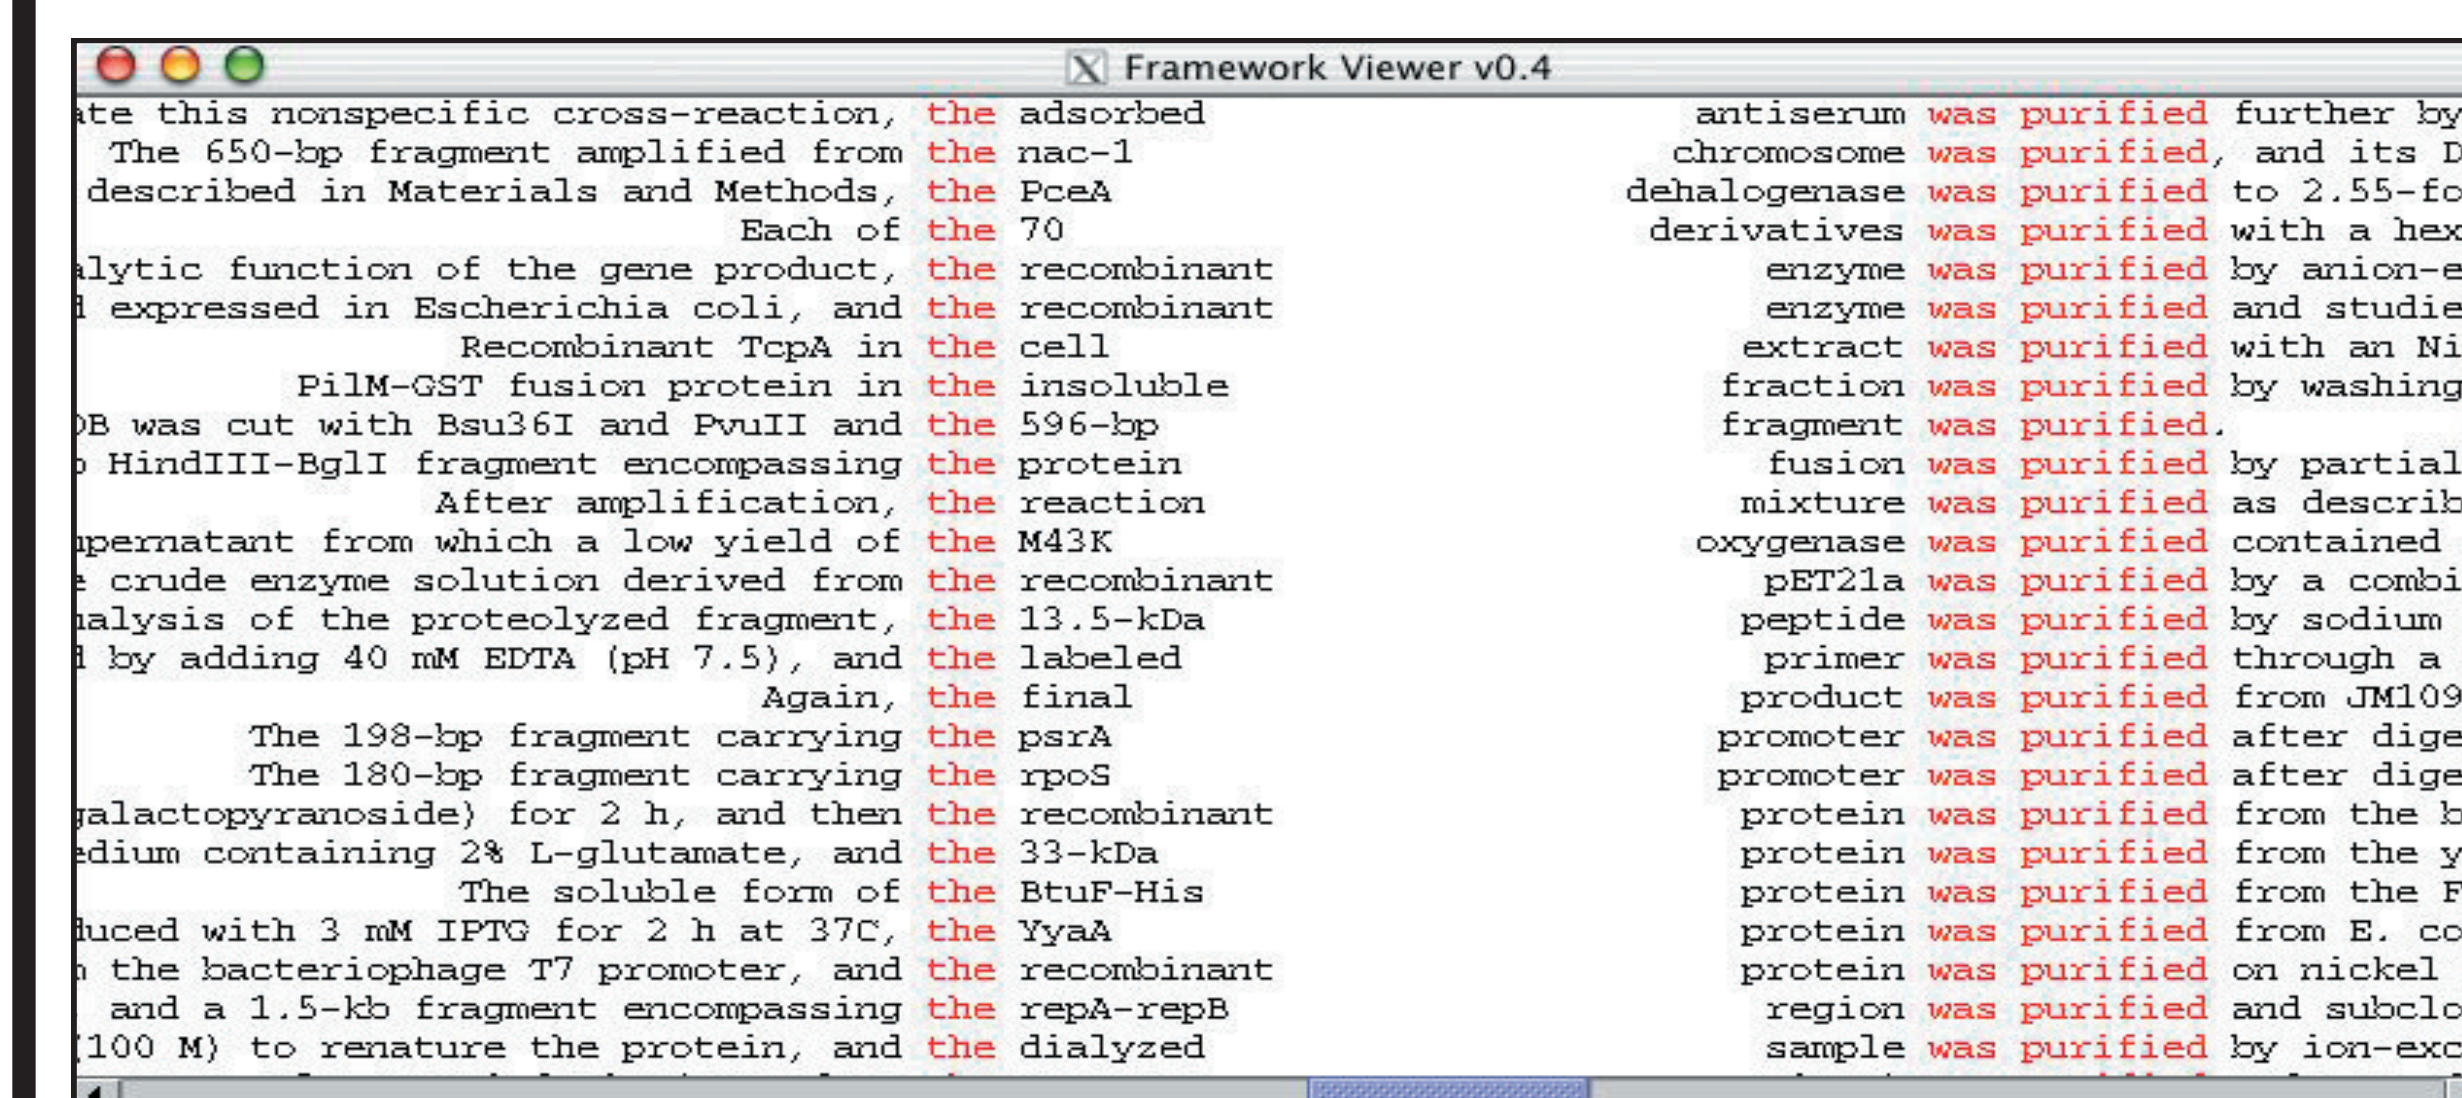 Framework Viewer v0.4
this nonspecific cross-reaction, the adsorbed antiserum was purified further by
The 650-bp fragment amplified from the nac-1 chromosome was purified, and its D
described in Materials and Methods, the PceA dehalogenase was purified to 2.55-fo
Each of the 70 derivatives was purified with a hex
alytic function of the gene product, the recombinant enzyme was purified by anion-e
expressed in Escherichia coli, and the recombinant enzyme was purified and studie
Recombinant TcpA in the cell extract was purified with an Ni
PilM-GST fusion protein in the insoluble fraction was purified by washing
was cut with Bsu36I and PvuII and the 596-bp fragment was purified.
HindIII-BglI fragment encompassing the protein fusion was purified by partial
After amplification, the reaction mixture was purified as describ
upernatant from which a low yield of the M43K oxygenase was purified contained
crude enzyme solution derived from the recombinant pET21a was purified by a combi
nalysis of the proteolyzed fragment, the 13.5-kDa peptide was purified by sodium
by adding 40 mM EDTA (pH 7.5), and the labeled primer was purified through a
Again, the final product was purified from JM109
The 198-bp fragment carrying the psrA promoter was purified after dige
The 180-bp fragment carrying the rpoS promoter was purified after dige
galactopyranoside) for 2 h, and then the recombinant protein was purified from the b
edium containing 2% L-glutamate, and the 33-kDa protein was purified from the y
The soluble form of the BtuF-His protein was purified from the F
duced with 3 mM IPTG for 2 h at 37C, the YyaA protein was purified from E. co
the bacteriophage T7 promoter, and the recombinant protein was purified on nickel
and a 1.5-kb fragment encompassing the repA-repB region was purified and subclo
(100 M) to renature the protein, and the dialyzed sample was purified by ion-exc